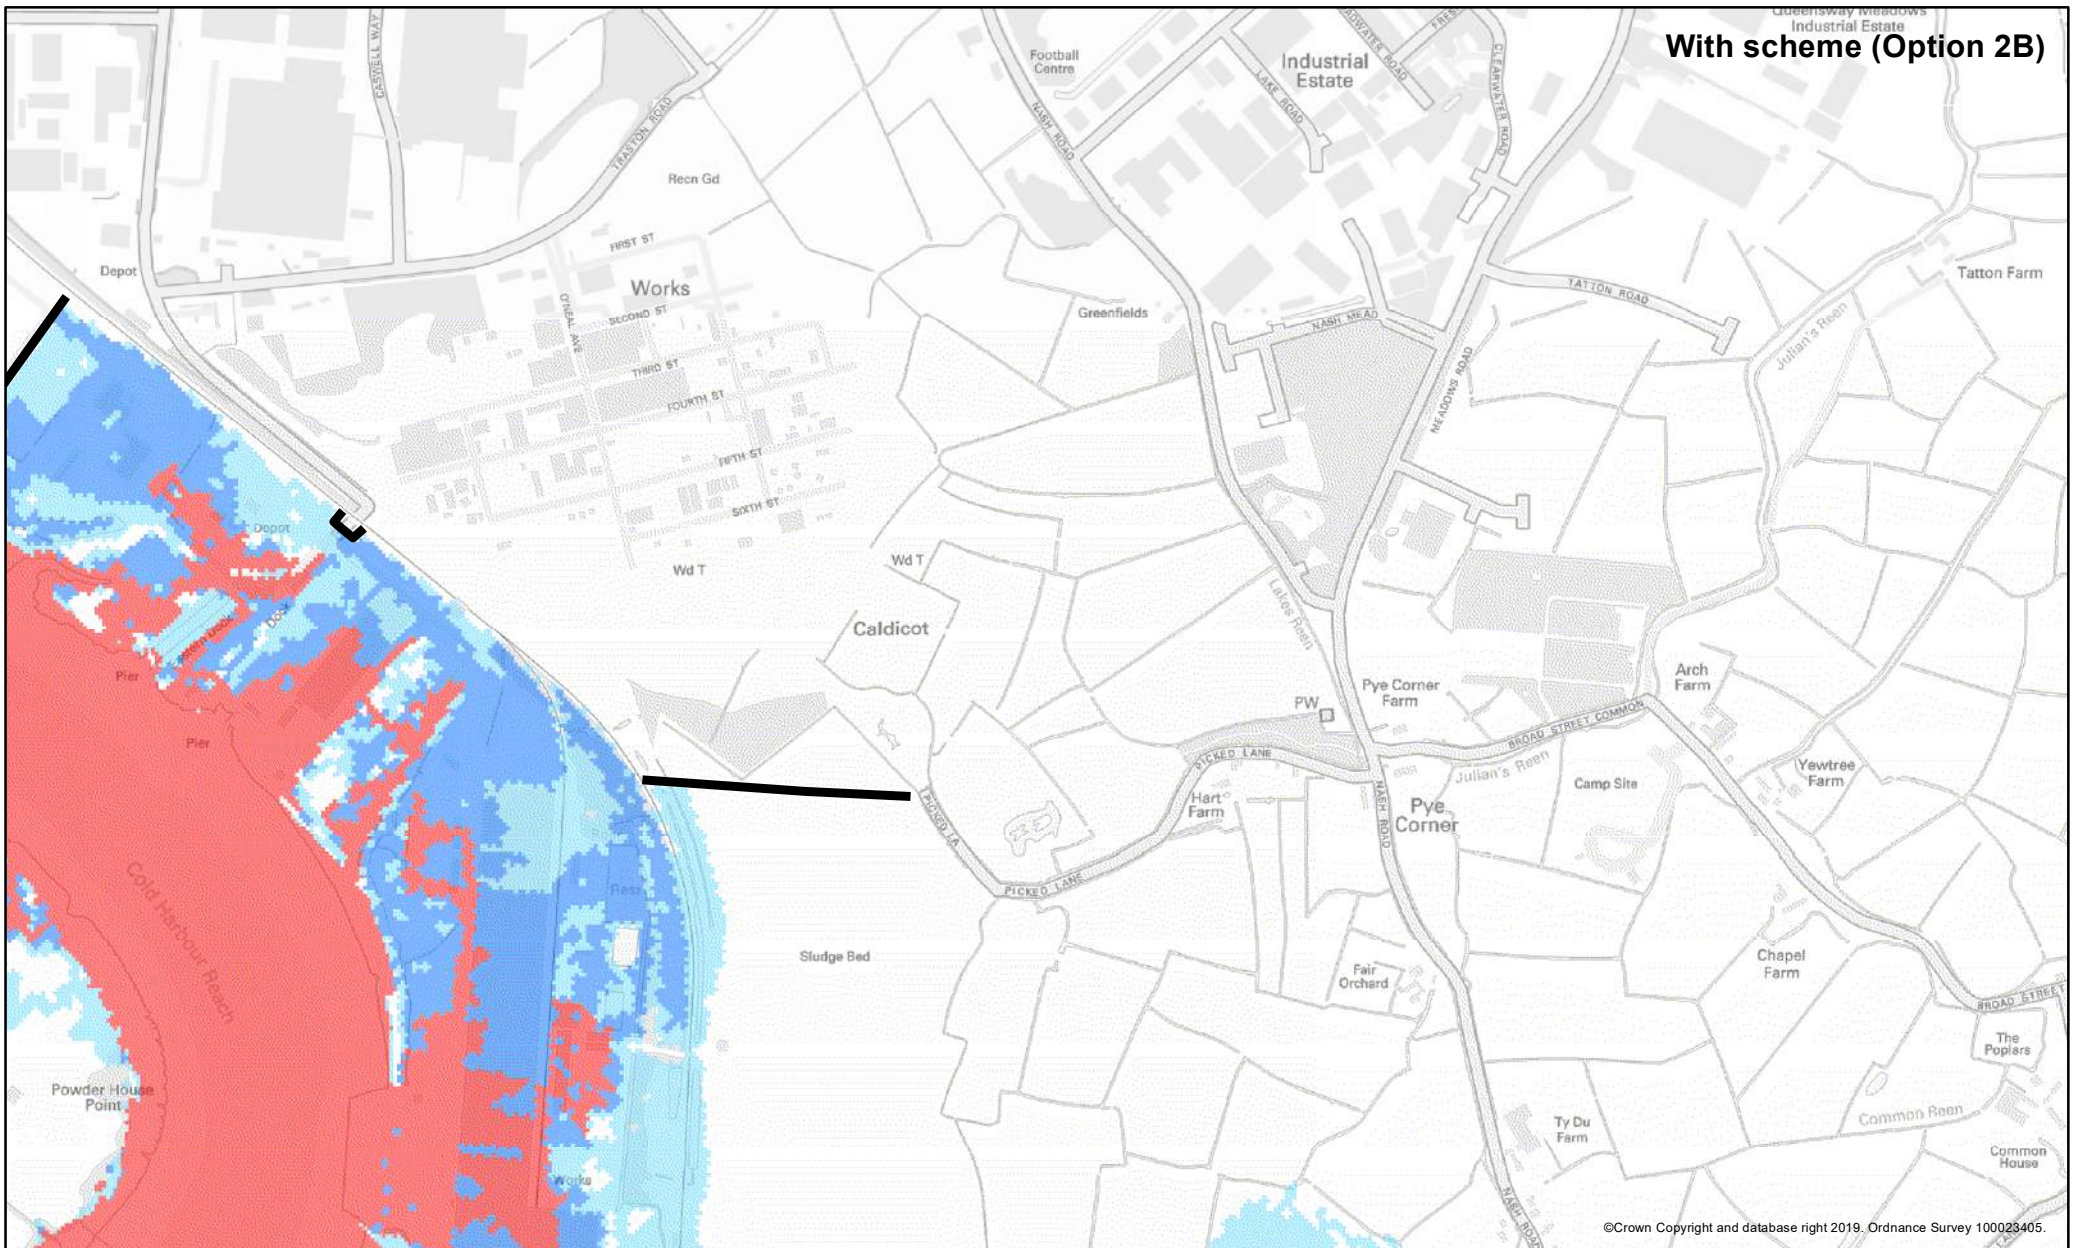 Queensway Meadows
Industrial Estate
With scheme (Option 2B)
CASWELL WAY
Football
Centre
Industrial
Estate
LAKE ROAD
CLEARWATER ROAD
NASH ROAD
TRASTON ROAD
Recn Gd
FIRST ST
Depot
Works
O'NEAL AVE
SECOND ST
THIRD ST
FOURTH ST
FIFTH ST
SIXTH ST
Greenfields
NASH MEAD
MEADOWS ROAD
TATTON ROAD
Tatton Farm
Julian's Reen
Depot
Wd T
Wd T
Caldicot
Lakes Reen
Dock
Pier
Pier
PW
Pye Corner
Farm
Arch
Farm
BROAD STREET COMMON
Julian's Reen
PICKED LANE
Hart
Farm
NASH ROAD
Pye
Corner
Camp Site
Yewtree
Farm
PICKED LA
PICKED LANE
Cold Harbour Reach
Sludge Bed
Fair
Orchard
Chapel
Farm
BROAD STREET
The
Poplars
Powder House
Point
Ty Du
Farm
Common Reen
Common
House
Works
NASH ROAD
©Crown Copyright and database right 2019. Ordnance Survey 100023405.